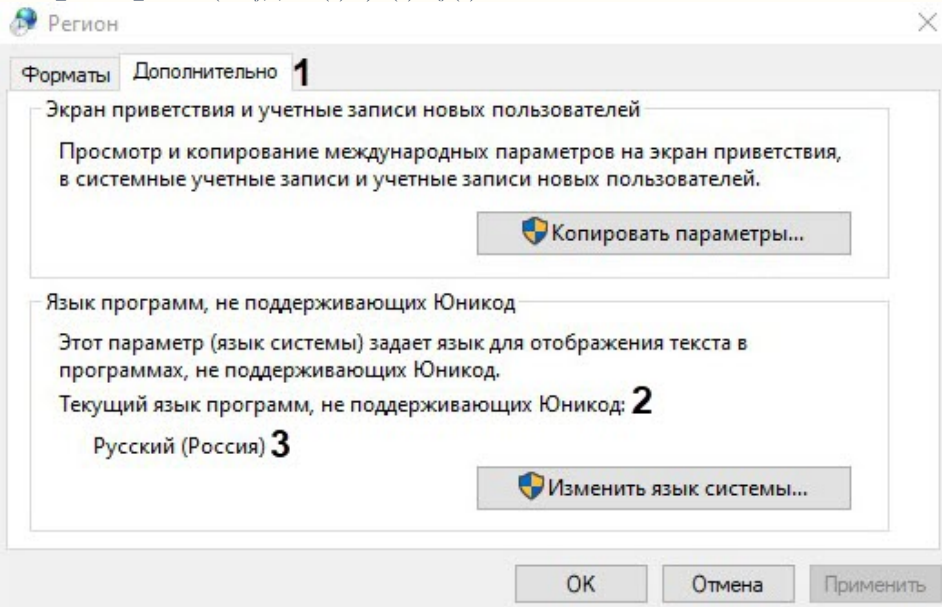 Регион
Форматы
Дополнительно 1
Экран приветствия и учетные записи новых пользователей
Просмотр и копирование международных параметров на экран приветствия,
в системные учетные записи и учетные записи новых пользователей.
Копировать параметры...
Язык программ, не поддерживающих Юникод
Этот параметр (язык системы) задает язык для отображения текста в
программах, не поддерживающих Юникод.
Текущий язык программ, не поддерживающих Юникод: 2
Русский (Россия) 3
Изменить язык системы...
OK
Отмена
Применить